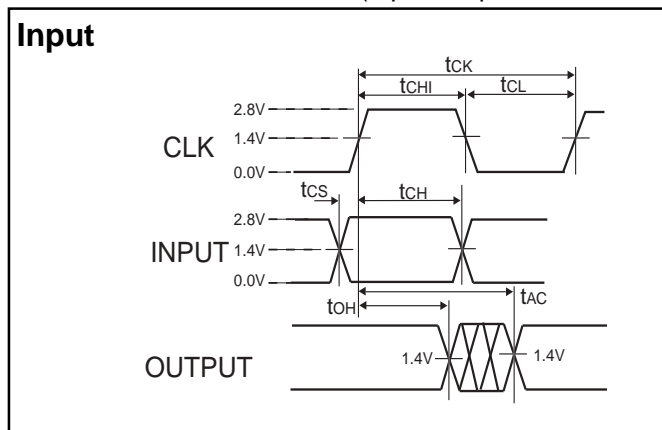 Input
tCK
tCHI
tCL
2.8V
1.4V
0.0V
CLK
tCS
tCH
2.8V
1.4V
0.0V
INPUT
tOH
tAC
1.4V
1.4V
OUTPUT